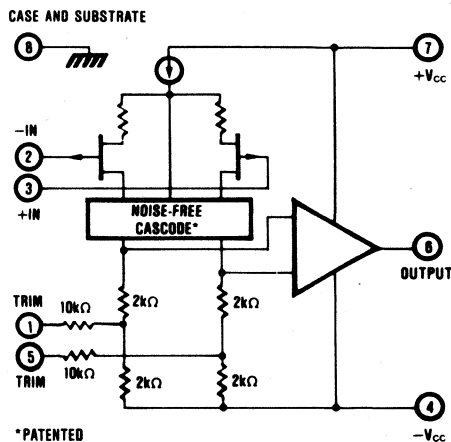 CASE AND SUBSTRATE
8
7
+Vcc
−IN
2
3
+IN
NOISE-FREE
CASCODE*
6
OUTPUT
TRIM
10kΩ
2kΩ
2kΩ
1
5
10kΩ
TRIM
2kΩ
2kΩ
4
−Vcc
*PATENTED